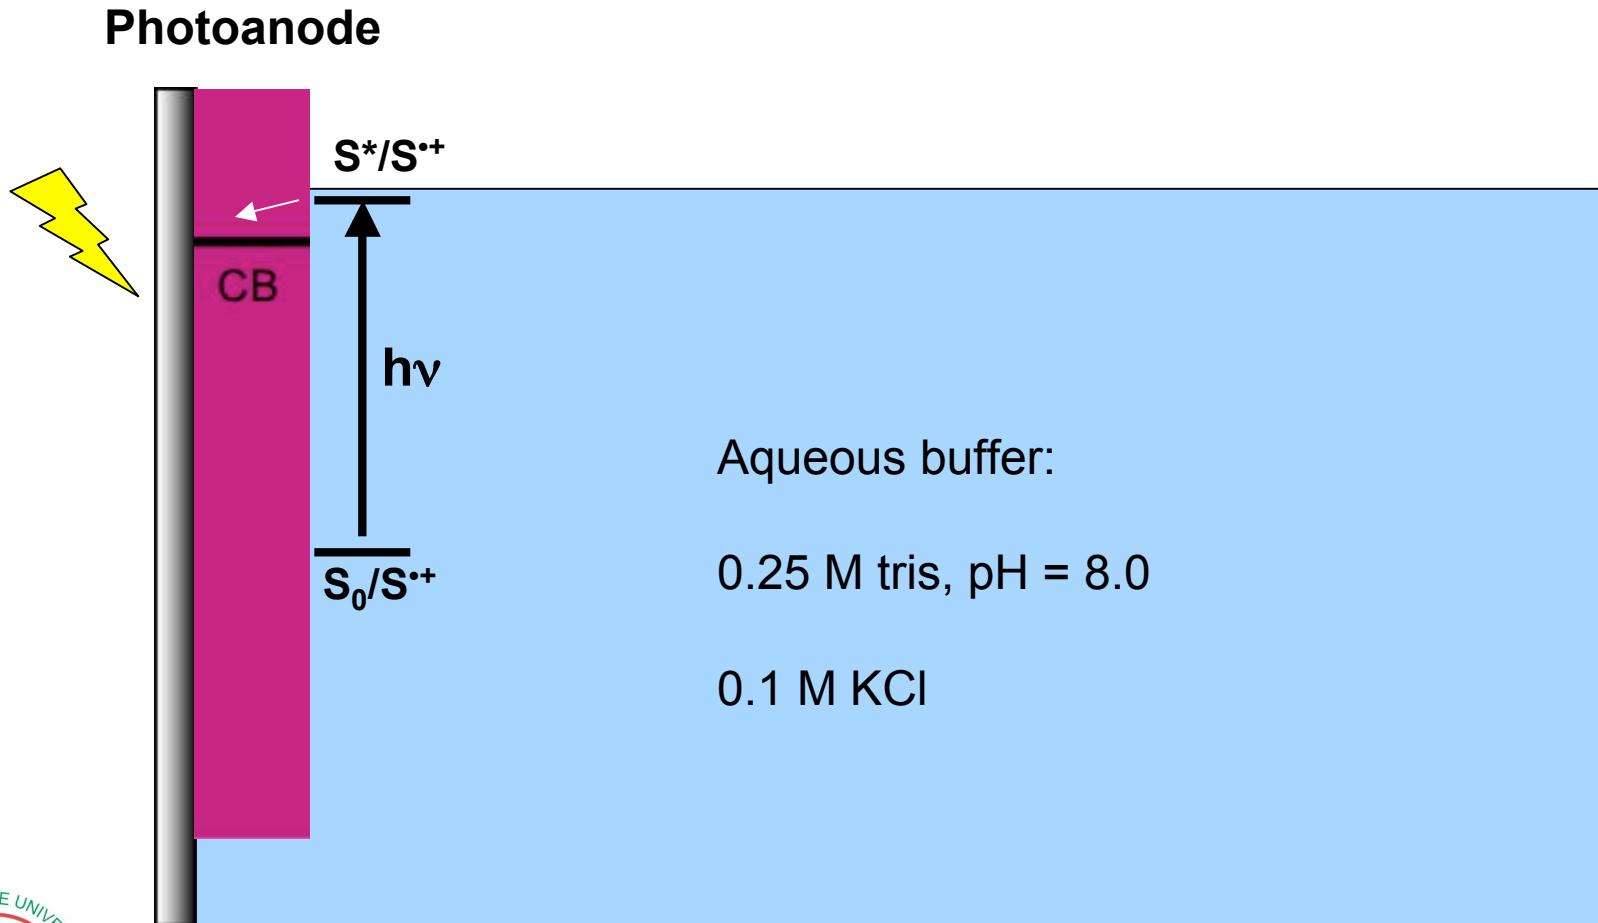 Photoanode
S*/S•+
CB
hν
Aqueous buffer:
0.25 M tris, pH = 8.0
S₀/S•+
0.1 M KCl